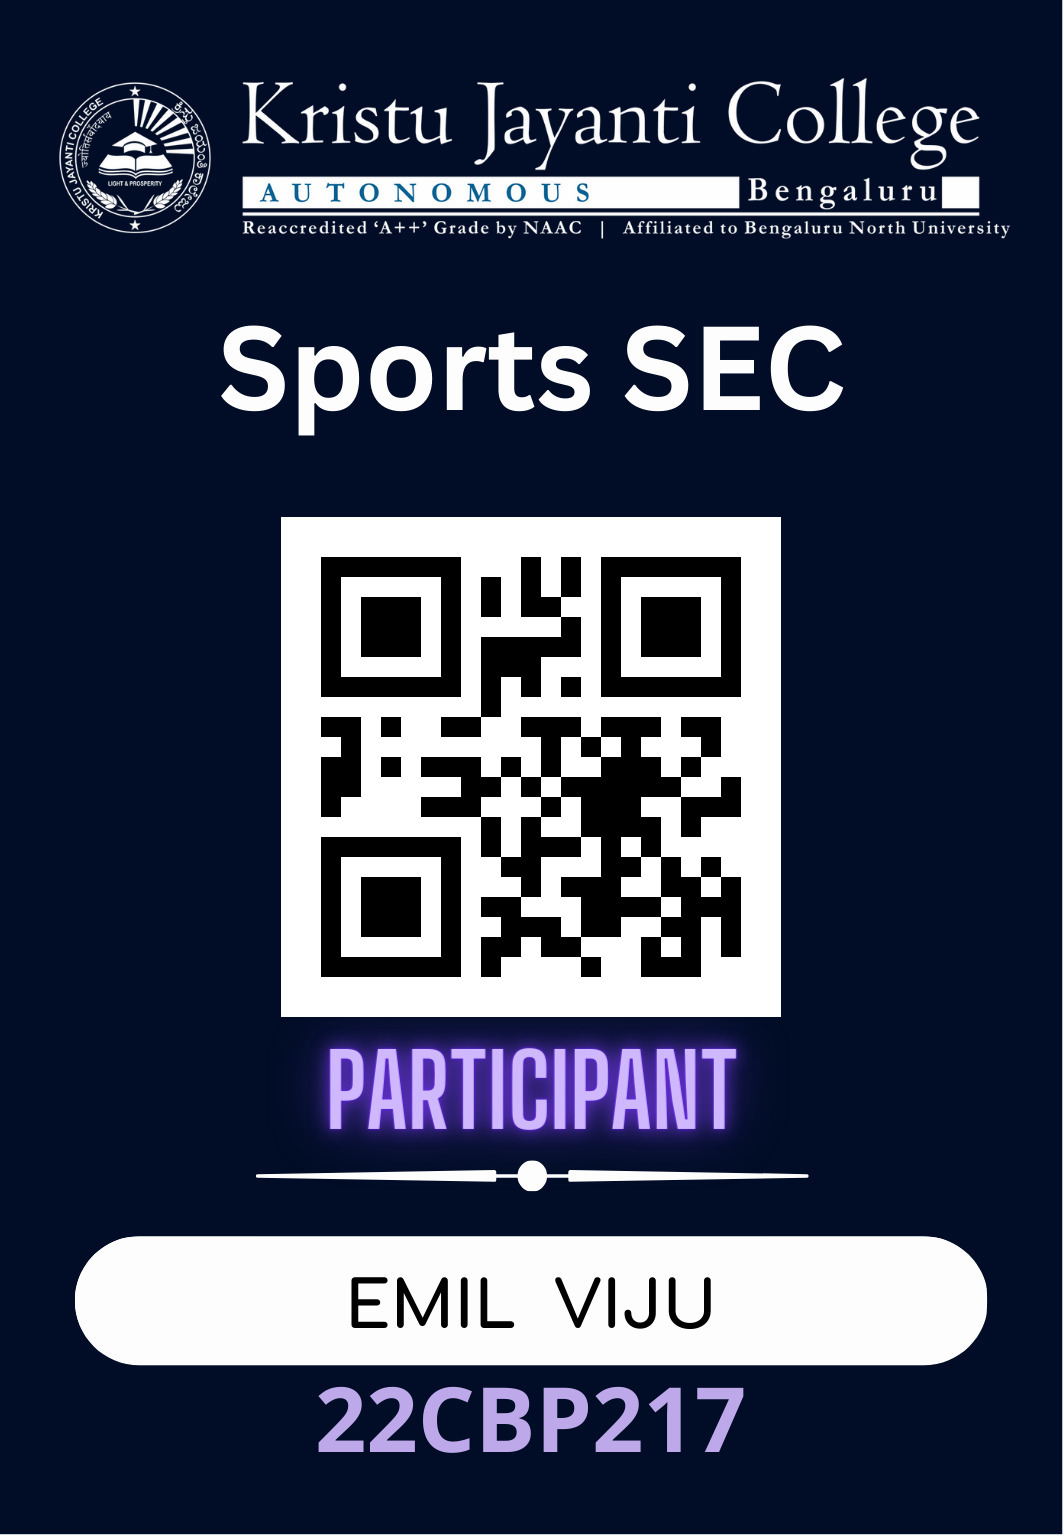 Kristu Jayanti College
AUTONOMOUS Bengaluru
Reaccredited ‘A++’ Grade by NAAC | Affiliated to Bengaluru North University
KRISTU JAYANTI COLLEGE
LIGHT & PROSPERITY
Sports SEC
PARTICIPANT
EMIL VIJU
22CBP217